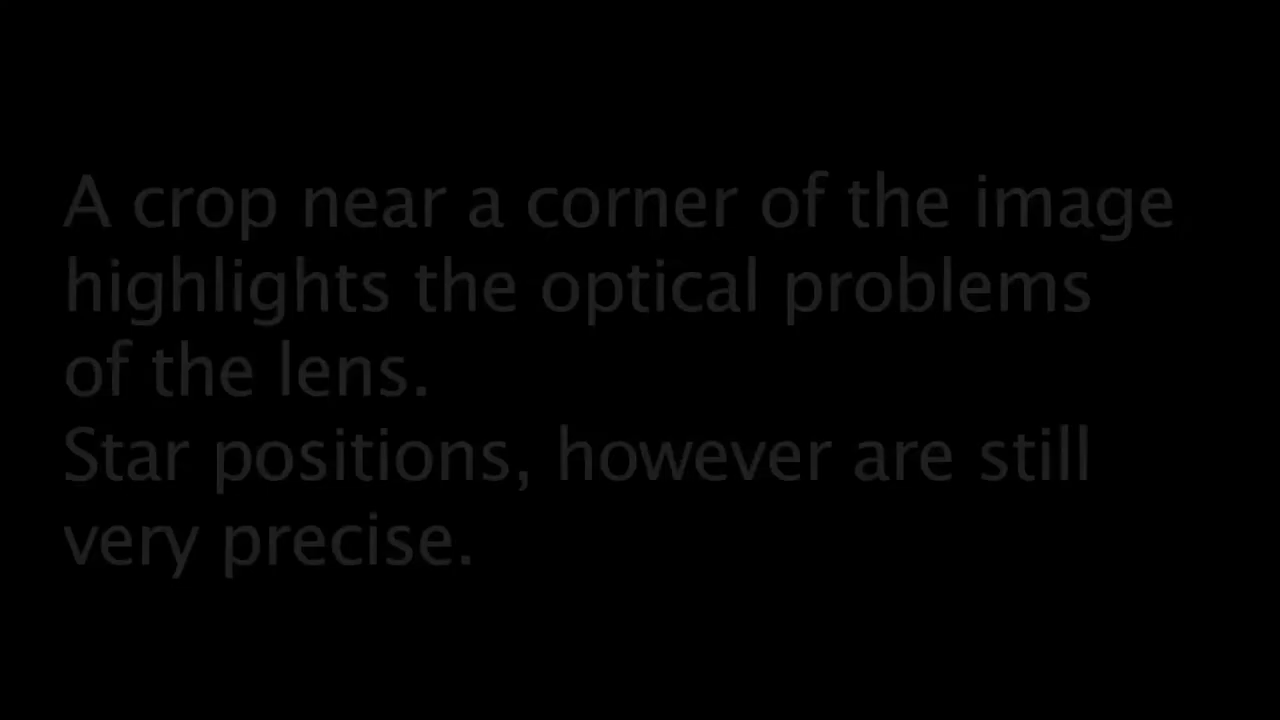 A crop near a corner of the image
highlights the optical problems
of the lens.
Star positions, however are still
very precise.